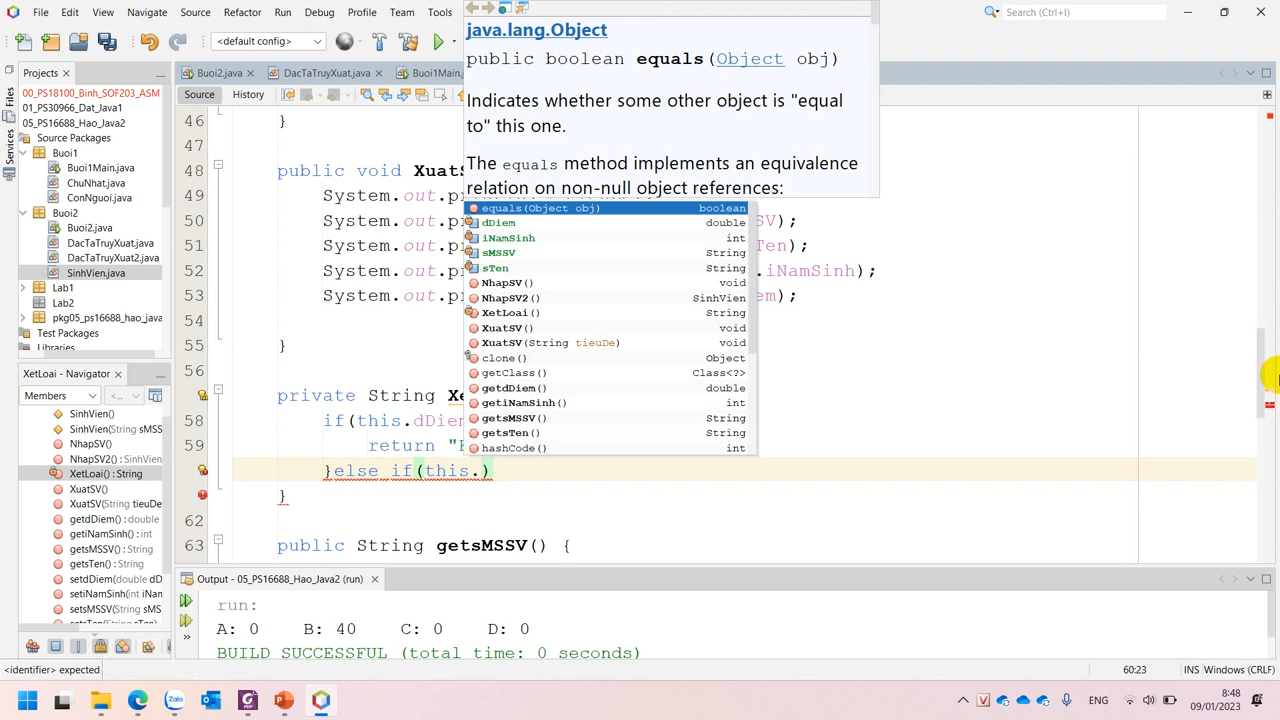 File Edit View Navigate Source Refactor Run Debug Profile Team Tools
Search (Ctrl+I)
<default config>
Projects
00_PS18100_Binh_SOF203_ASM
01_PS30966_Dat_Java1
05_PS16688_Hao_Java2
Source Packages
Buoi1
Buoi1Main.java
ChuNhat.java
ConNguoi.java
Buoi2
Buoi2.java
DacTaTruyXuat.java
DacTaTruyXuat2.java
SinhVien.java
Lab1
Lab2
pkg05_ps16688_hao_jav
Test Packages
Libraries
Files
Services
XetLoai - Navigator
Members
<...>
SinhVien()
SinhVien(String sMSS
NhapSV()
NhapSV2() : SinhVien
XetLoai() : String
XuatSV()
XuatSV(String tieuDe)
getdDiem() : double
getiNamSinh() : int
getsMSSV() : String
getsTen() : String
setdDiem(double dD
setiNamSinh(int iNam
setsMSSV(String sMS
Buoi2.java
DacTaTruyXuat.java
Buoi1Main.
Source History
46 }
47
48 public void XuatS
49 System.out.p
50 System.out.p SV);
51 System.out.p Ten);
52 System.out.p .iNamSinh);
53 System.out.p em);
54
55 }
56
private String Xe
58 if(this.dDiem
59 return "
}else if(this.)
}
62
63 public String getsMSSV() {
java.lang.Object
public boolean equals(Object obj)
Indicates whether some other object is "equal
to" this one.
The equals method implements an equivalence
relation on non-null object references:
equals(Object obj) boolean
dDiem double
iNamSinh int
sMSSV String
sTen String
NhapSV() void
NhapSV2() SinhVien
XetLoai() String
XuatSV() void
XuatSV(String tieuDe) void
clone() Object
getClass() Class<?>
getdDiem() double
getiNamSinh() int
getsMSSV() String
getsTen() String
hashCode() int
Output - 05_PS16688_Hao_Java2 (run)
run:
A: 0 B: 40 C: 0 D: 0
BUILD SUCCESSFUL (total time: 0 seconds)
<identifier> expected
60:23 INS Windows (CRLF)
Zalo
ENG
8:48
09/01/2023